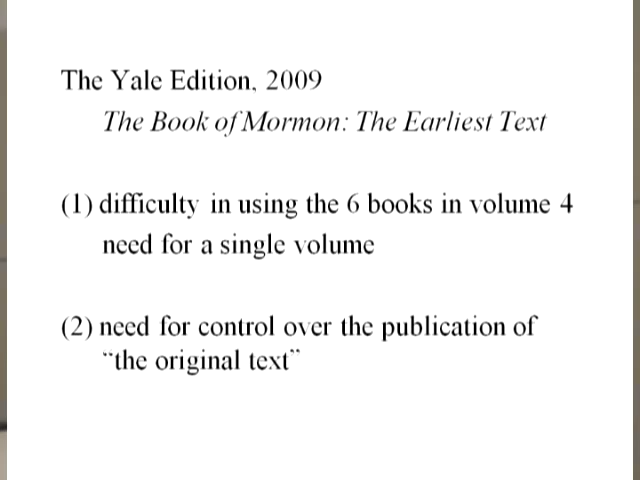 The Yale Edition, 2009
The Book of Mormon: The Earliest Text
(1) difficulty in using the 6 books in volume 4
need for a single volume
(2) need for control over the publication of
“the original text”